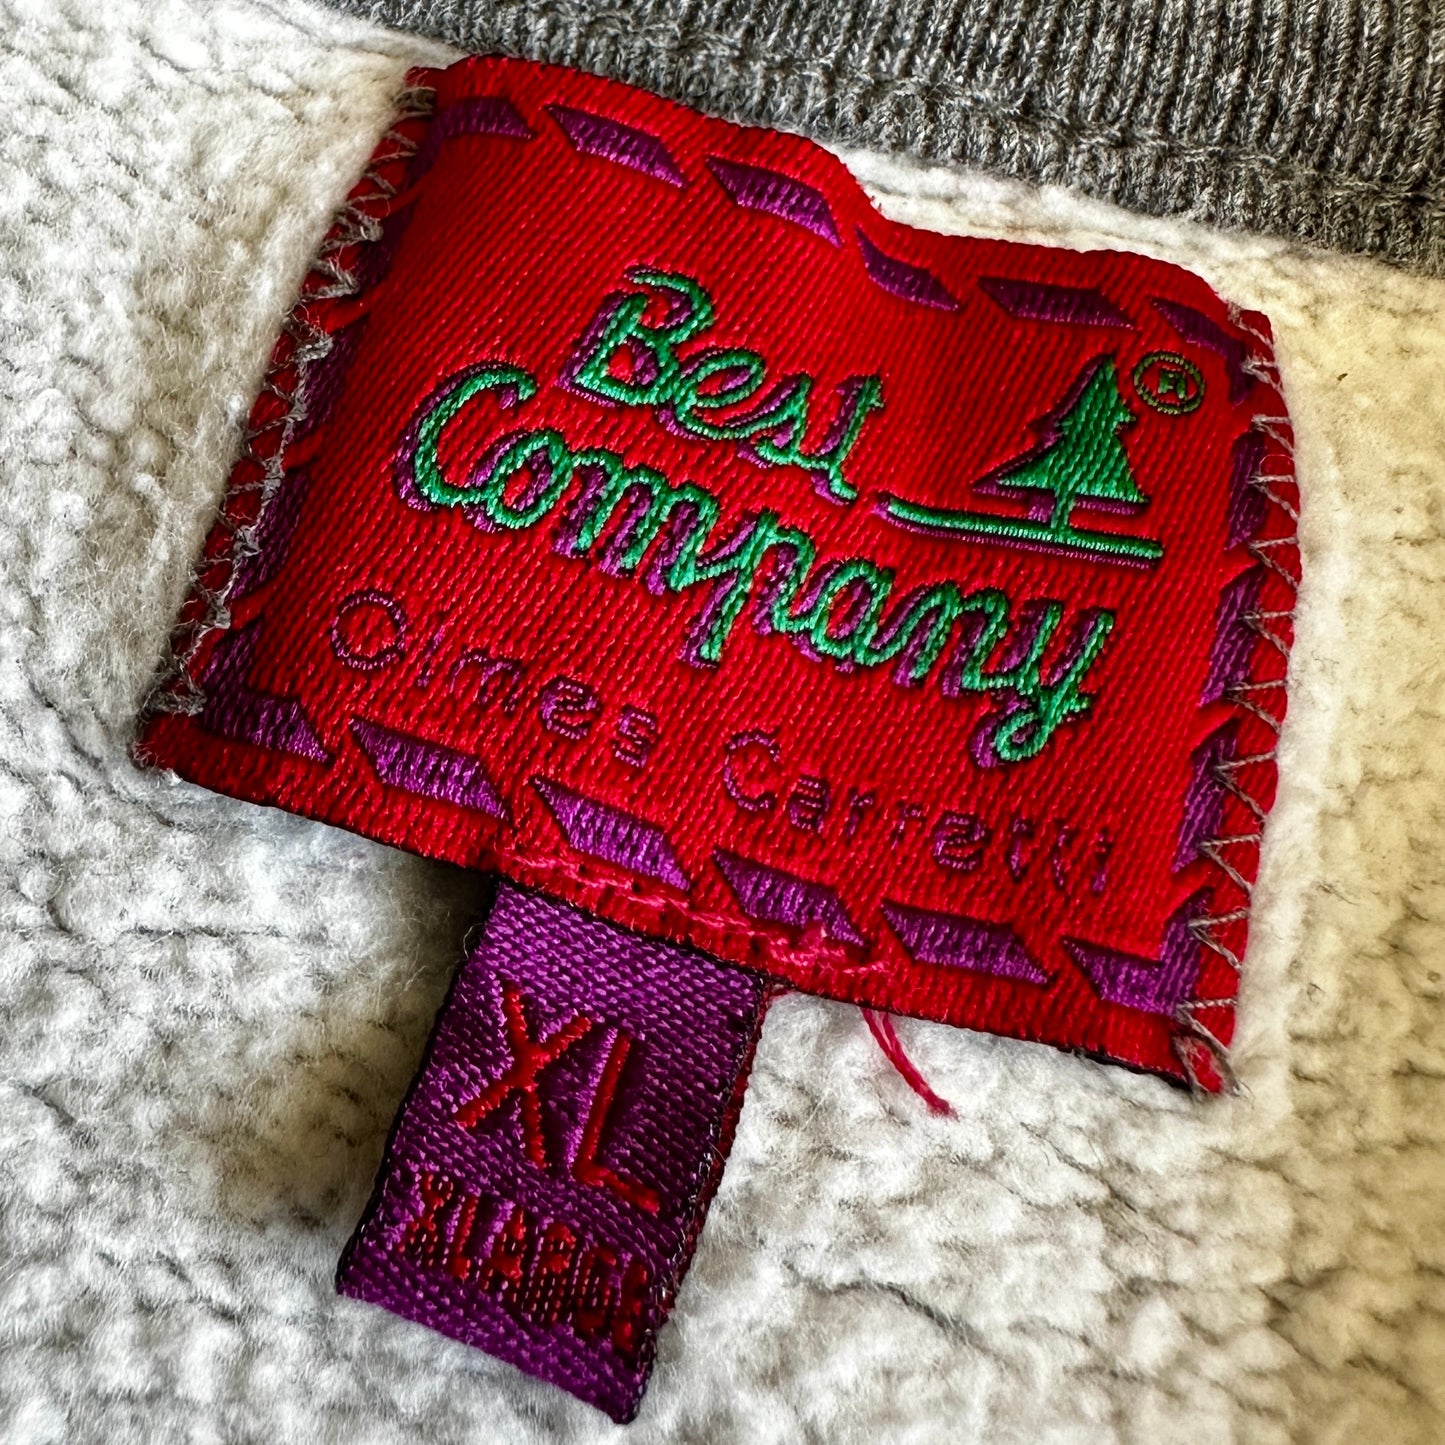 Best
®
Company
Olmes Carretti
XL
XLARGE